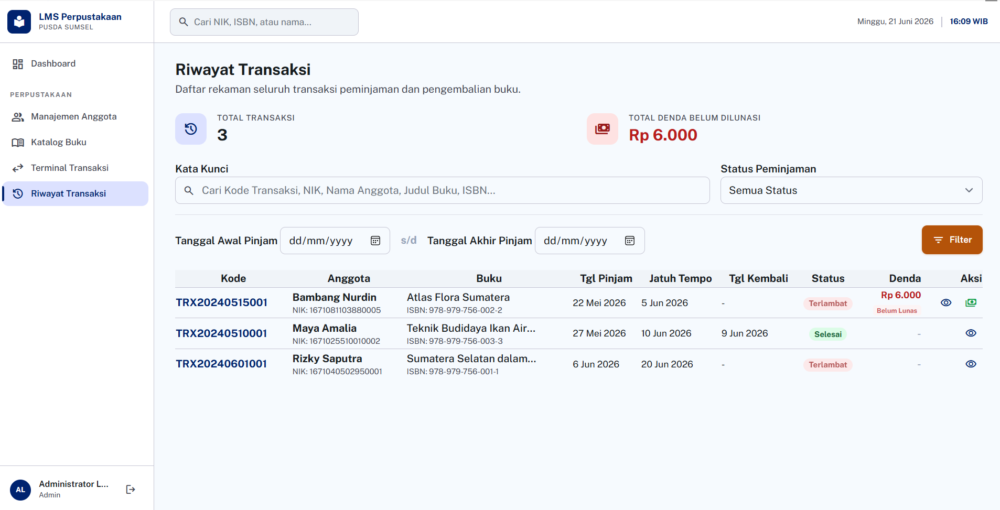 LMS Perpustakaan
PUSDA SUMSEL
Cari NIK, ISBN, atau nama...
Minggu, 21 Juni 2026
16:09 WIB
Dashboard
PERPUSTAKAAN
Manajemen Anggota
Katalog Buku
Terminal Transaksi
Riwayat Transaksi
Administrator L...
Admin
AL
Riwayat Transaksi
Daftar rekaman seluruh transaksi peminjaman dan pengembalian buku.
TOTAL TRANSAKSI
3
TOTAL DENDA BELUM DILUNASI
Rp 6.000
Kata Kunci
Cari Kode Transaksi, NIK, Nama Anggota, Judul Buku, ISBN...
Status Peminjaman
Semua Status
Tanggal Awal Pinjam dd/mm/yyyy s/d Tanggal Akhir Pinjam dd/mm/yyyy
Filter
Kode Anggota Buku Tgl Pinjam Jatuh Tempo Tgl Kembali Status Denda Aksi
TRX20240515001
Bambang Nurdin
NIK: 1671081103880005
Atlas Flora Sumatera
ISBN: 978-979-756-002-2
22 Mei 2026
5 Jun 2026
-
Terlambat
Rp 6.000
Belum Lunas
TRX20240510001
Maya Amalia
NIK: 1671025510010002
Teknik Budidaya Ikan Air...
ISBN: 978-979-756-003-3
27 Mei 2026
10 Jun 2026
9 Jun 2026
Selesai
-
TRX20240601001
Rizky Saputra
NIK: 1671040502950001
Sumatera Selatan dalam...
ISBN: 978-979-756-001-1
6 Jun 2026
20 Jun 2026
-
Terlambat
-